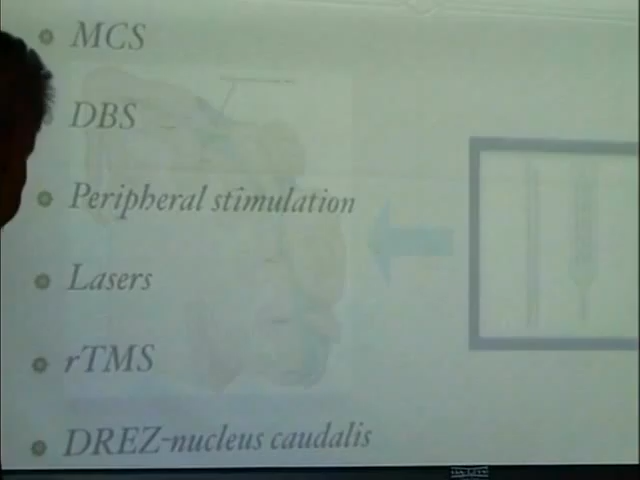 MCS
DBS
Peripheral stimulation
Lasers
rTMS
DREZ-nucleus caudalis